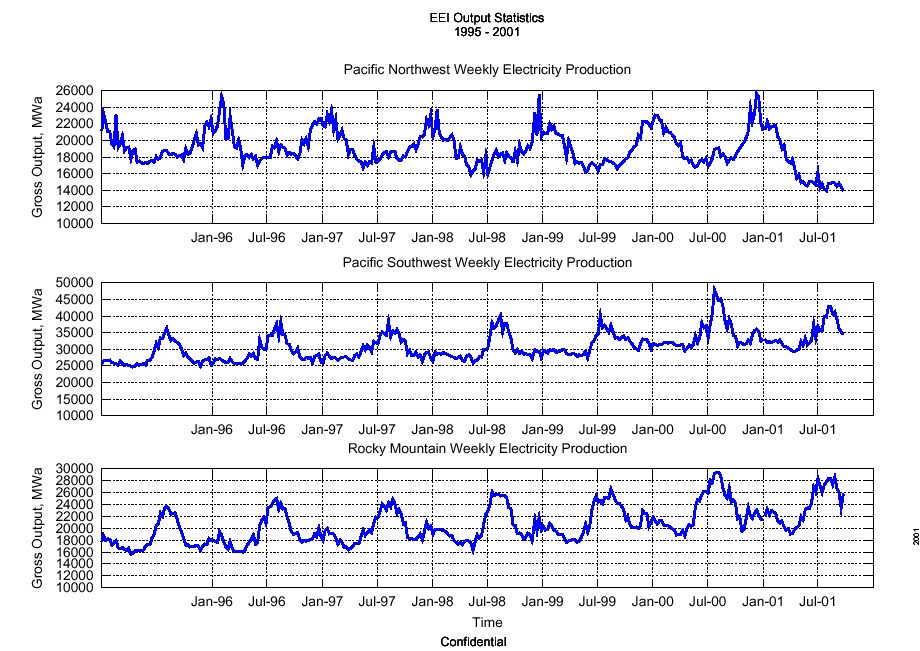 EEI Output Statistics
1995 - 2001
Pacific Northwest Weekly Electricity Production
Gross Output, MWa
26000
24000
22000
20000
18000
16000
14000
12000
10000
Jan-96 Jul-96 Jan-97 Jul-97 Jan-98 Jul-98 Jan-99 Jul-99 Jan-00 Jul-00 Jan-01 Jul-01
Pacific Southwest Weekly Electricity Production
Gross Output, MWa
50000
45000
40000
35000
30000
25000
20000
15000
10000
Jan-96 Jul-96 Jan-97 Jul-97 Jan-98 Jul-98 Jan-99 Jul-99 Jan-00 Jul-00 Jan-01 Jul-01
Rocky Mountain Weekly Electricity Production
Gross Output, MWa
30000
28000
26000
24000
22000
20000
18000
16000
14000
12000
10000
Jan-96 Jul-96 Jan-97 Jul-97 Jan-98 Jul-98 Jan-99 Jul-99 Jan-00 Jul-00 Jan-01 Jul-01
Time
Confidential
2001